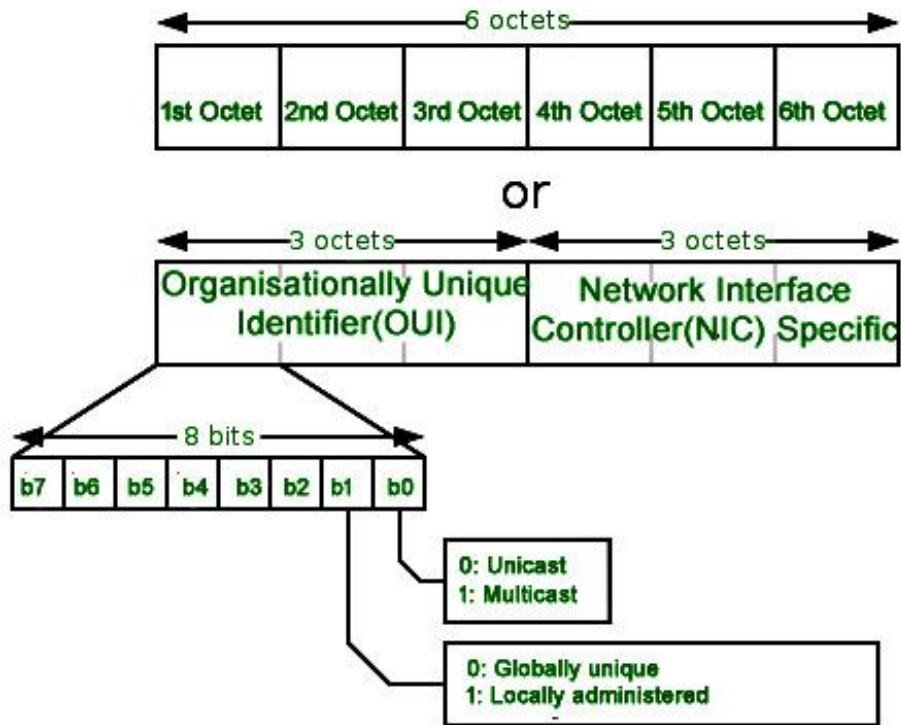 6 octets
1st Octet 2nd Octet 3rd Octet 4th Octet 5th Octet 6th Octet
or
3 octets 3 octets
Organisationally Unique
Identifier(OUI)
Network Interface
Controller(NIC) Specific
8 bits
b7 b6 b5 b4 b3 b2 b1 b0
0: Unicast
1: Multicast
0: Globally unique
1: Locally administered